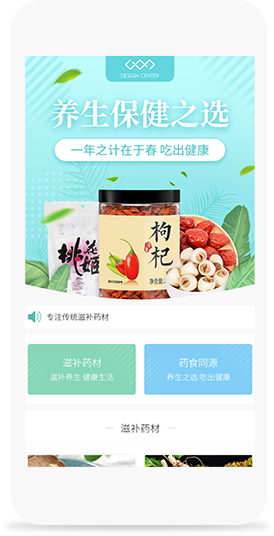 DESIGN CENTER
养生保健之选
一年之计在于春 吃出健康
桃花姬
枸杞
专注传统滋补药材
滋补药材
滋补养生 健康生活
药食同源
养生之选 吃出健康
滋补药材